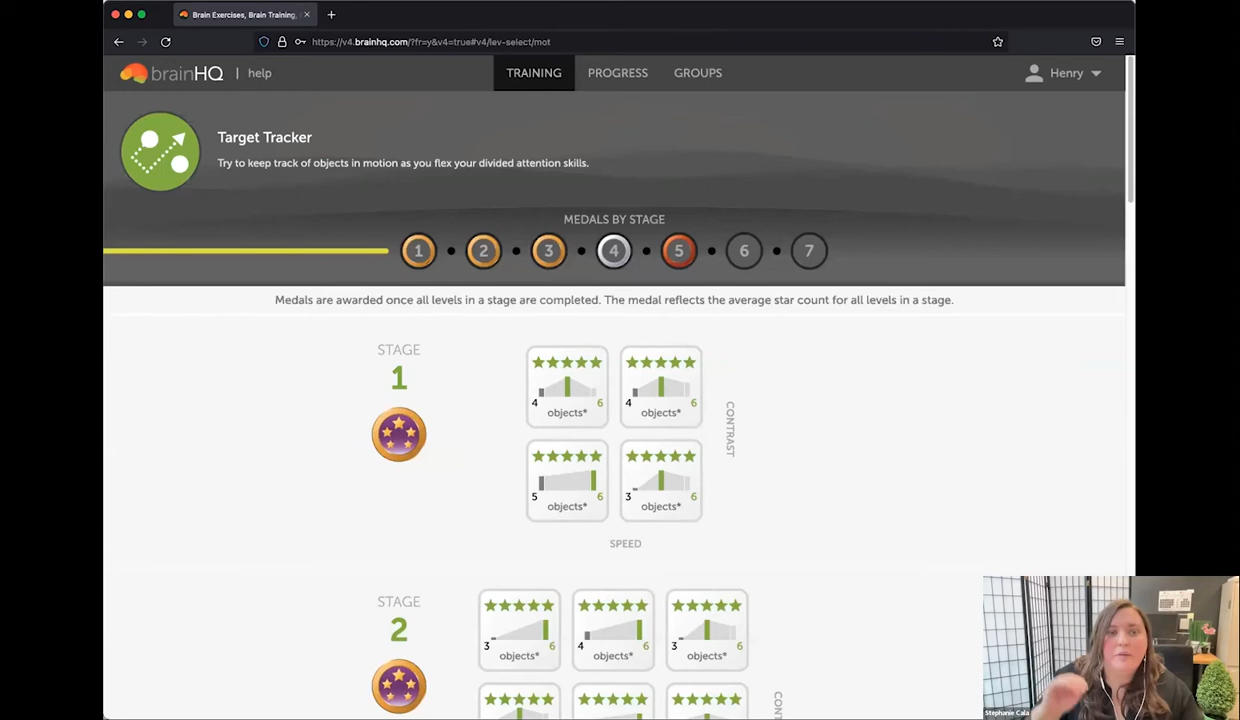 Brain Exercises, Brain Training,
https://v4.brainhq.com/?fr=y&v4=true#v4/lev-select/mot
brainHQ | help
TRAINING
PROGRESS
GROUPS
Henry
Target Tracker
Try to keep track of objects in motion as you flex your divided attention skills.
MEDALS BY STAGE
1 2 3 4 5 6 7
Medals are awarded once all levels in a stage are completed. The medal reflects the average star count for all levels in a stage.
STAGE
1
4 6
objects*
4 6
objects*
5 6
objects*
3 6
objects*
CONTRAST
SPEED
STAGE
2
3 6
objects*
4 6
objects*
3 6
objects*
Stephanie Cala